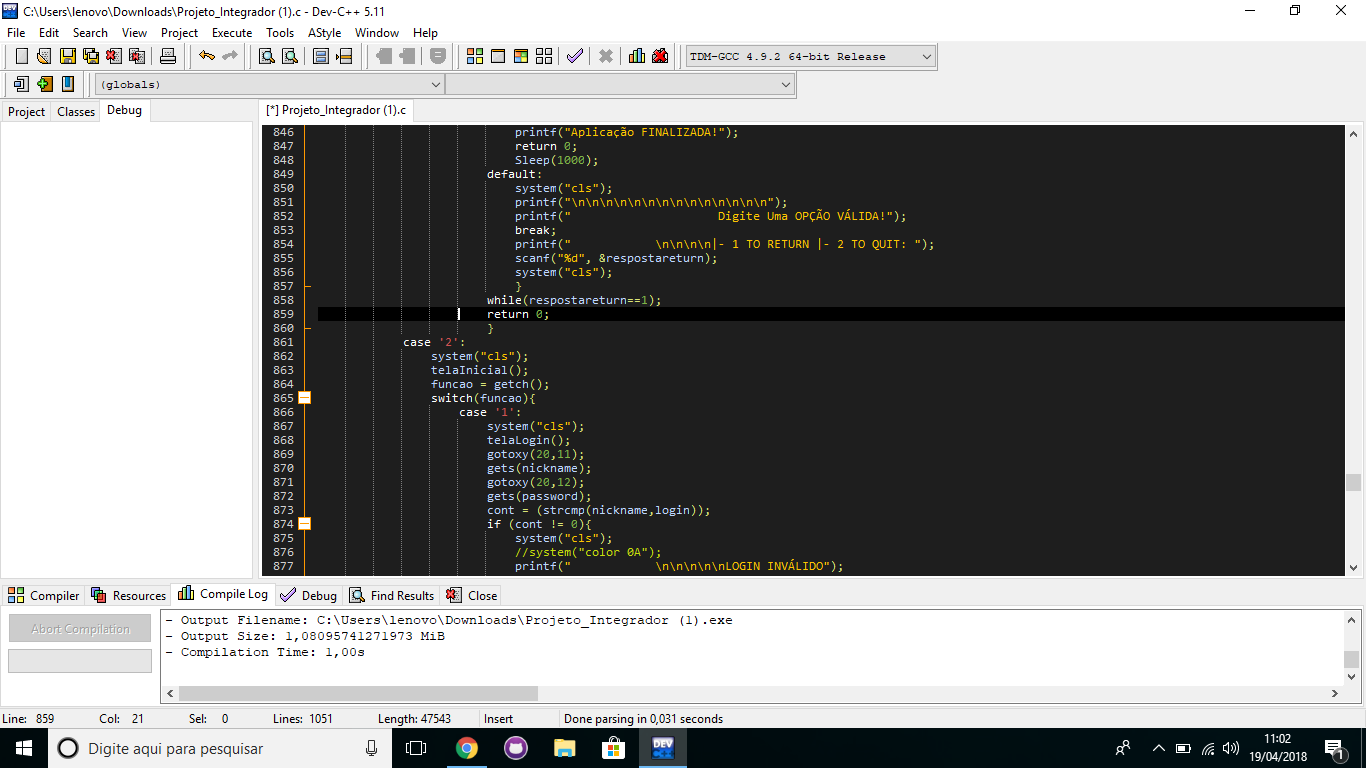 C:\Users\lenovo\Downloads\Projeto_Integrador (1).c - Dev-C++ 5.11
File Edit Search View Project Execute Tools AStyle Window Help
TDM-GCC 4.9.2 64-bit Release
(globals)
Project Classes Debug
[*] Projeto_Integrador (1).c
846 printf("Aplicação FINALIZADA!");
847 return 0;
848 Sleep(1000);
849 default:
850 system("cls");
851 printf("\n\n\n\n\n\n\n\n\n\n\n\n\n\n");
852 printf(" Digite Uma OPÇÃO VÁLIDA!");
853 break;
854 printf(" \n\n\n\n|- 1 TO RETURN |- 2 TO QUIT: ");
855 scanf("%d", &respostareturn);
856 system("cls");
857 }
858 while(respostareturn==1);
859 return 0;
860 }
861 case '2':
862 system("cls");
863 telaInicial();
864 funcao = getch();
865 switch(funcao){
866 case '1':
867 system("cls");
868 telaLogin();
869 gotoxy(20,11);
870 gets(nickname);
871 gotoxy(20,12);
872 gets(password);
873 cont = (strcmp(nickname,login));
874 if (cont != 0){
875 system("cls");
876 //system("color 0A");
877 printf(" \n\n\n\n\nLOGIN INVÁLIDO");
Compiler Resources Compile Log Debug Find Results Close
Abort Compilation
- Output Filename: C:\Users\lenovo\Downloads\Projeto_Integrador (1).exe
- Output Size: 1,08095741271973 MiB
- Compilation Time: 1,00s
Line: 859 Col: 21 Sel: 0 Lines: 1051 Length: 47543 Insert Done parsing in 0,031 seconds
Digite aqui para pesquisar
DEV
11:02
19/04/2018
1